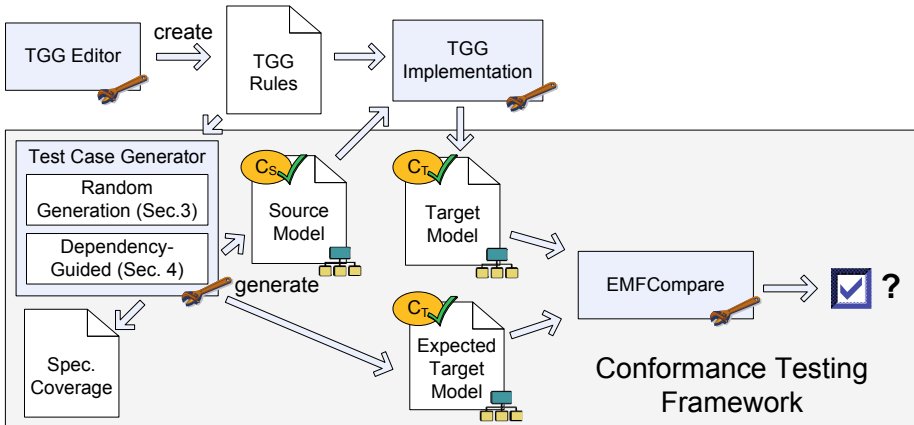 TGG Editor
create
TGG
Rules
TGG
Implementation
Test Case Generator
Random
Generation (Sec.3)
Dependency-
Guided (Sec. 4)
CS
Source
Model
CT
Target
Model
generate
EMFCompare
?
Spec.
Coverage
CT
Expected
Target
Model
Conformance Testing
Framework